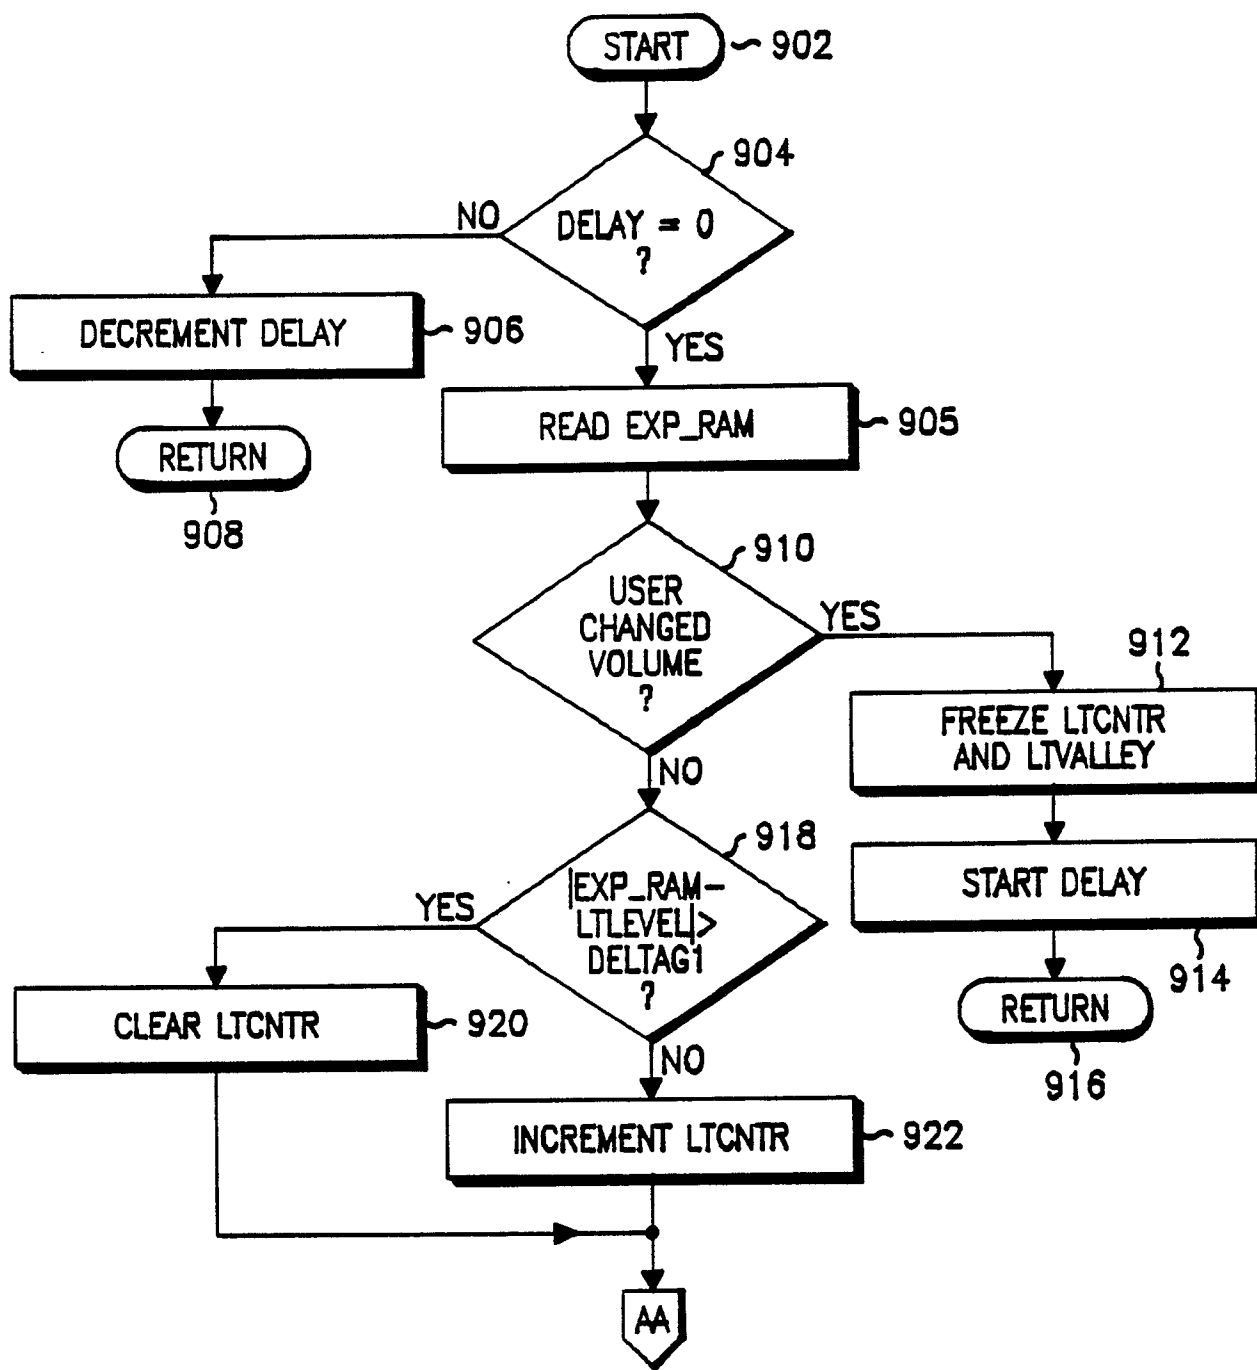 START
902
904
DELAY = 0
?
NO
YES
DECREMENT DELAY
906
READ EXP_RAM
905
RETURN
908
910
USER
CHANGED
VOLUME
?
YES
NO
912
FREEZE LTCNTR
AND LTVALLEY
START DELAY
914
RETURN
916
918
|EXP_RAM-
LTLEVEL|>
DELTAG1
?
YES
NO
CLEAR LTCNTR
920
INCREMENT LTCNTR
922
AA